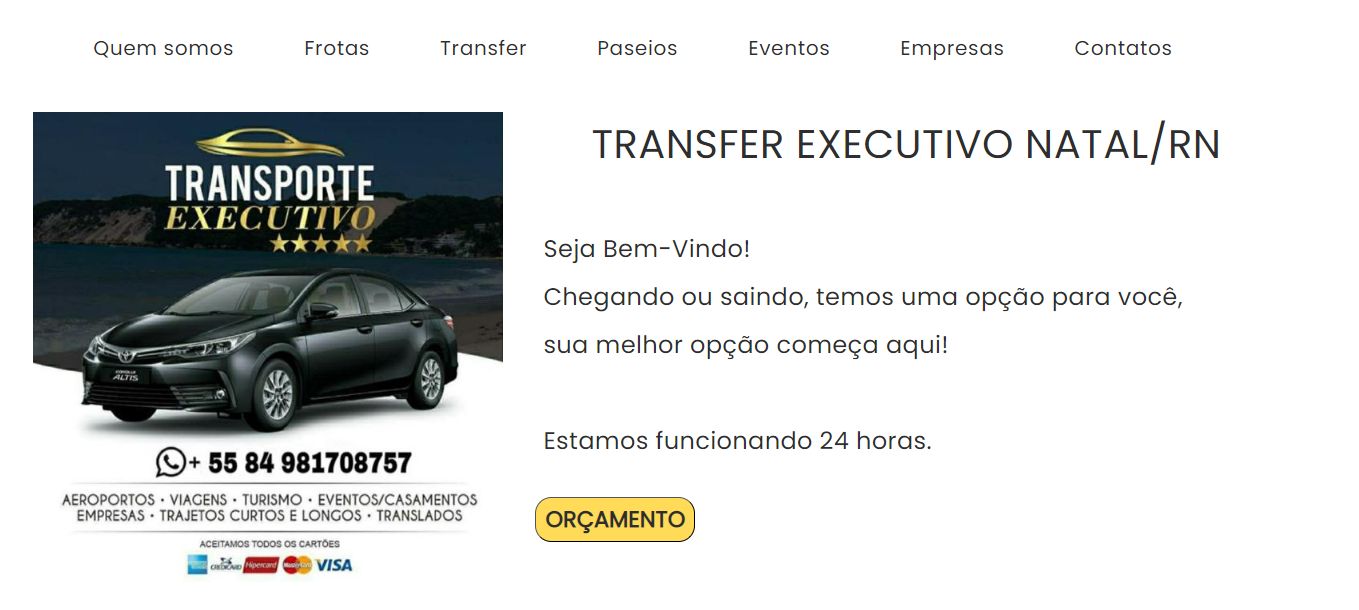 Quem somos Frotas Transfer Paseios Eventos Empresas Contatos
TRANSPORTE
EXECUTIVO
COROLLA
ALTIS
+ 55 84 981708757
AEROPORTOS • VIAGENS • TURISMO • EVENTOS/CASAMENTOS
EMPRESAS • TRAJETOS CURTOS E LONGOS • TRANSLADOS
ACEITAMOS TODOS OS CARTÕES
CREDICARD Hipercard MasterCard VISA
TRANSFER EXECUTIVO NATAL/RN
Seja Bem-Vindo!
Chegando ou saindo, temos uma opção para você,
sua melhor opção começa aqui!
Estamos funcionando 24 horas.
ORÇAMENTO